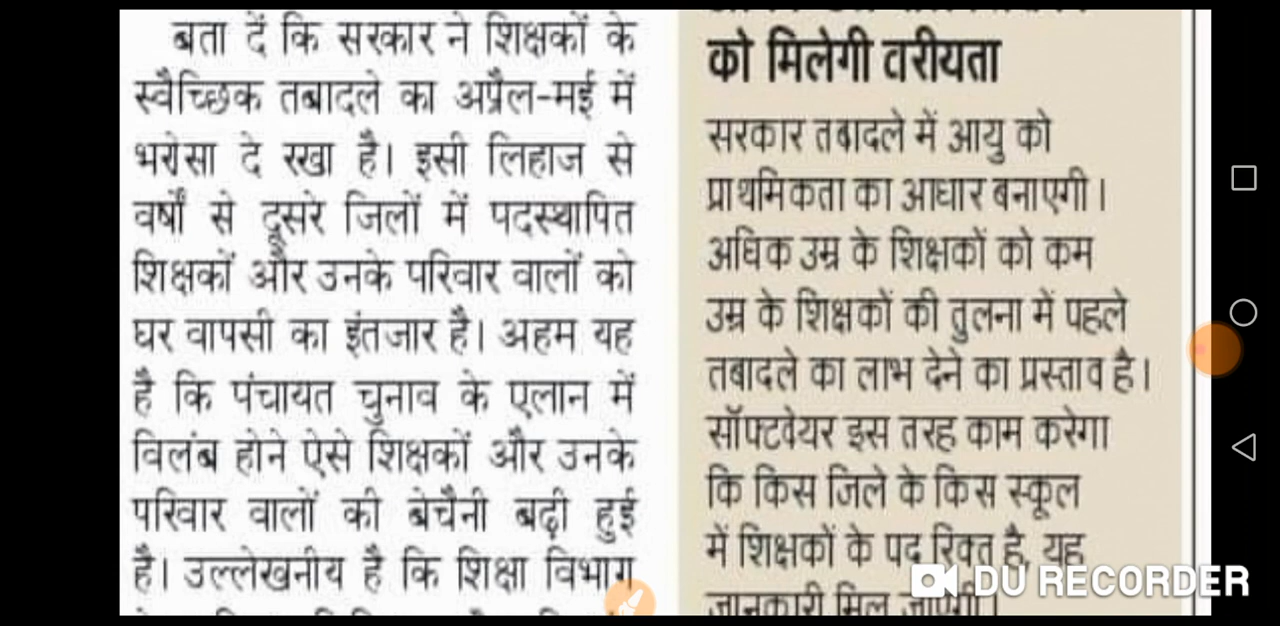 बता दें कि सरकार ने शिक्षकों के
स्वैच्छिक तबादले का अप्रैल-मई में
भरोसा दे रखा है। इसी लिहाज से
वर्षों से दूसरे जिलों में पदस्थापित
शिक्षकों और उनके परिवार वालों को
घर वापसी का इंतजार है। अहम यह
है कि पंचायत चुनाव के एलान में
विलंब होने ऐसे शिक्षकों और उनके
परिवार वालों की बेचैनी बढ़ी हुई
है। उल्लेखनीय है कि शिक्षा विभाग
को मिलेगी वरीयता
सरकार तबादले में आयु को
प्राथमिकता का आधार बनाएगी।
अधिक उम्र के शिक्षकों को कम
उम्र के शिक्षकों की तुलना में पहले
तबादले का लाभ देने का प्रस्ताव है।
सॉफ्टवेयर इस तरह काम करेगा
कि किस जिले के किस स्कूल
में शिक्षकों के पद रिक्त है, यह
जानकारी मिल जाएगी।
DU RECORDER